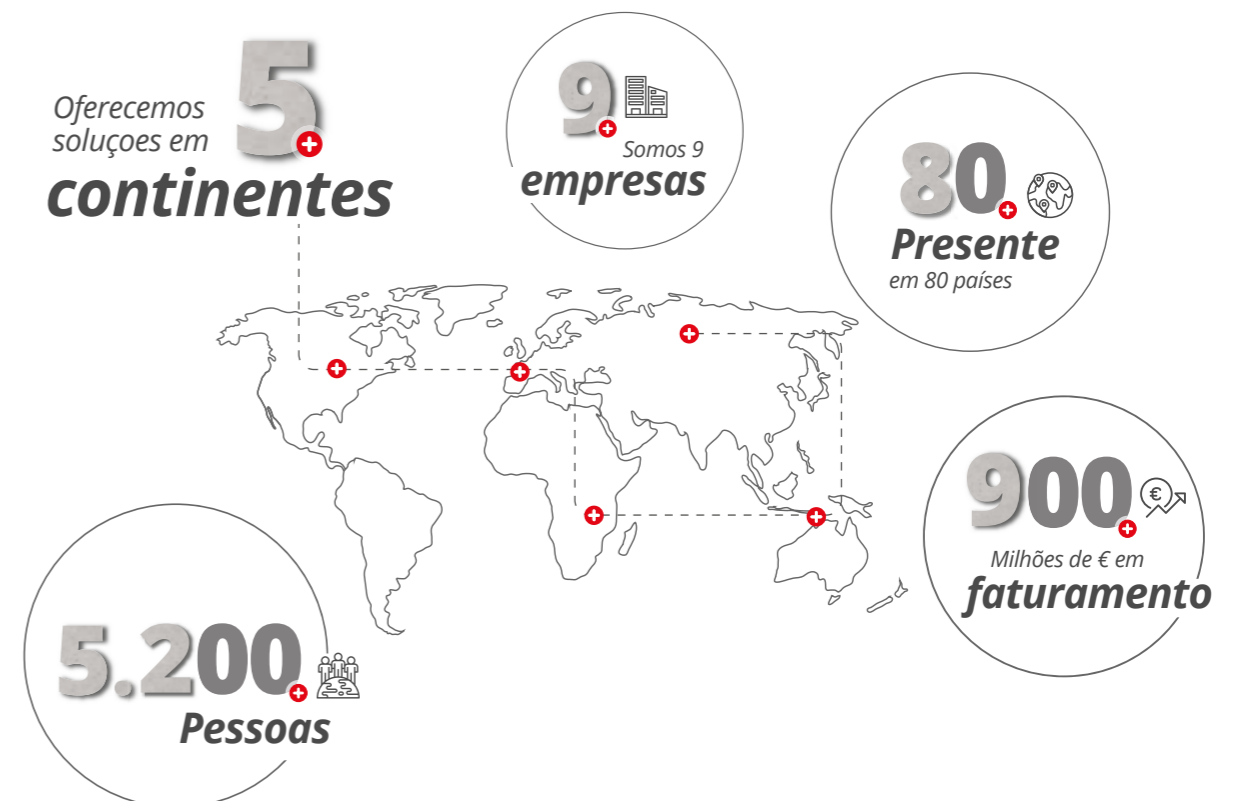 Oferecemos
soluçoes em
5
continentes
9
Somos 9
empresas
80
Presente
em 80 países
900
€
Milhões de € em
faturamento
5.200
Pessoas